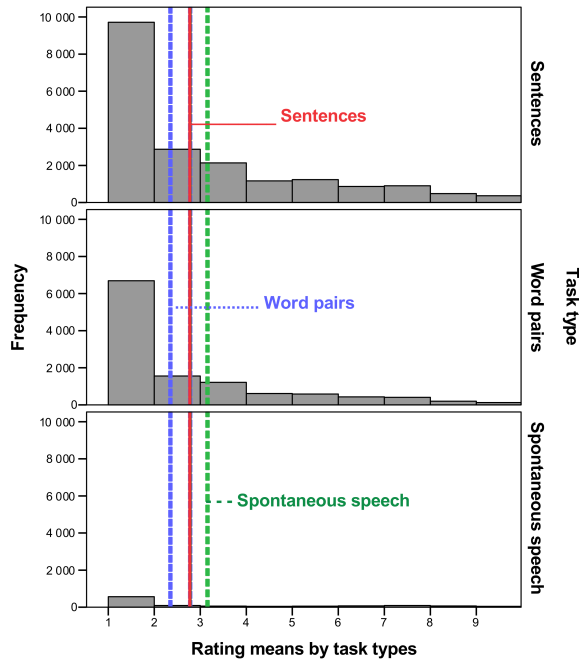 10 000
8 000
6 000
4 000
2 000
0
Sentences
Sentences
10 000
8 000
6 000
4 000
2 000
0
Word pairs
Word pairs
Frequency
Task type
10 000
8 000
6 000
4 000
2 000
0
Spontaneous speech
Spontaneous speech
1 2 3 4 5 6 7 8 9
Rating means by task types